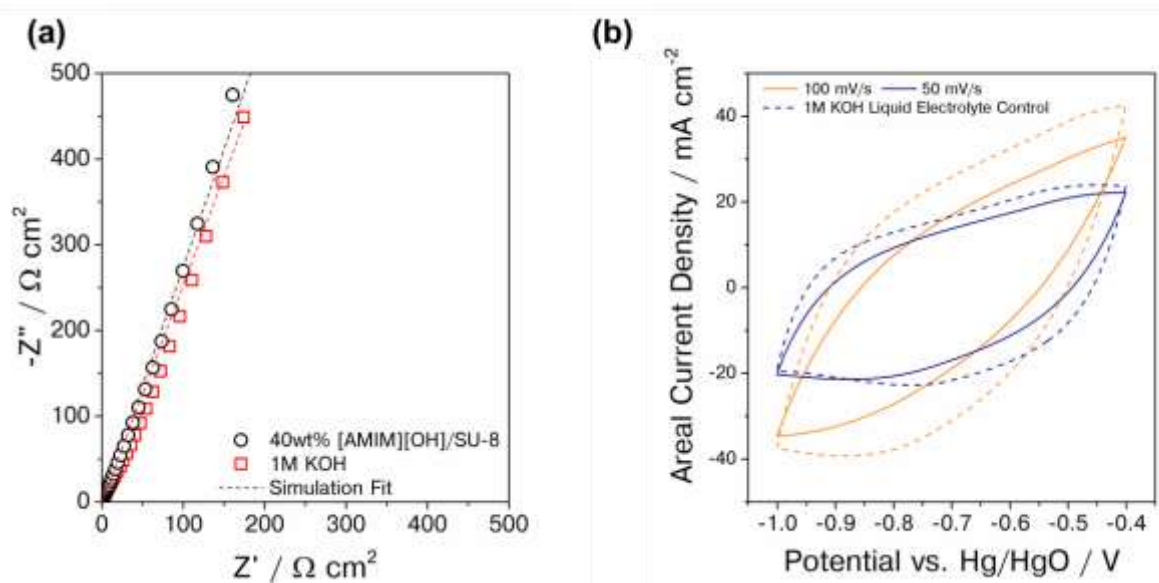 (a)
500
400
300
200
100
0
-Z'' / Ω cm²
0 100 200 300 400 500
Z' / Ω cm²
40wt% [AMIM][OH]/SU-8
1M KOH
Simulation Fit
(b)
100 mV/s 50 mV/s
1M KOH Liquid Electrolyte Control
40
20
0
-20
-40
Areal Current Density / mA cm⁻²
-1.0 -0.9 -0.8 -0.7 -0.6 -0.5 -0.4
Potential vs. Hg/HgO / V